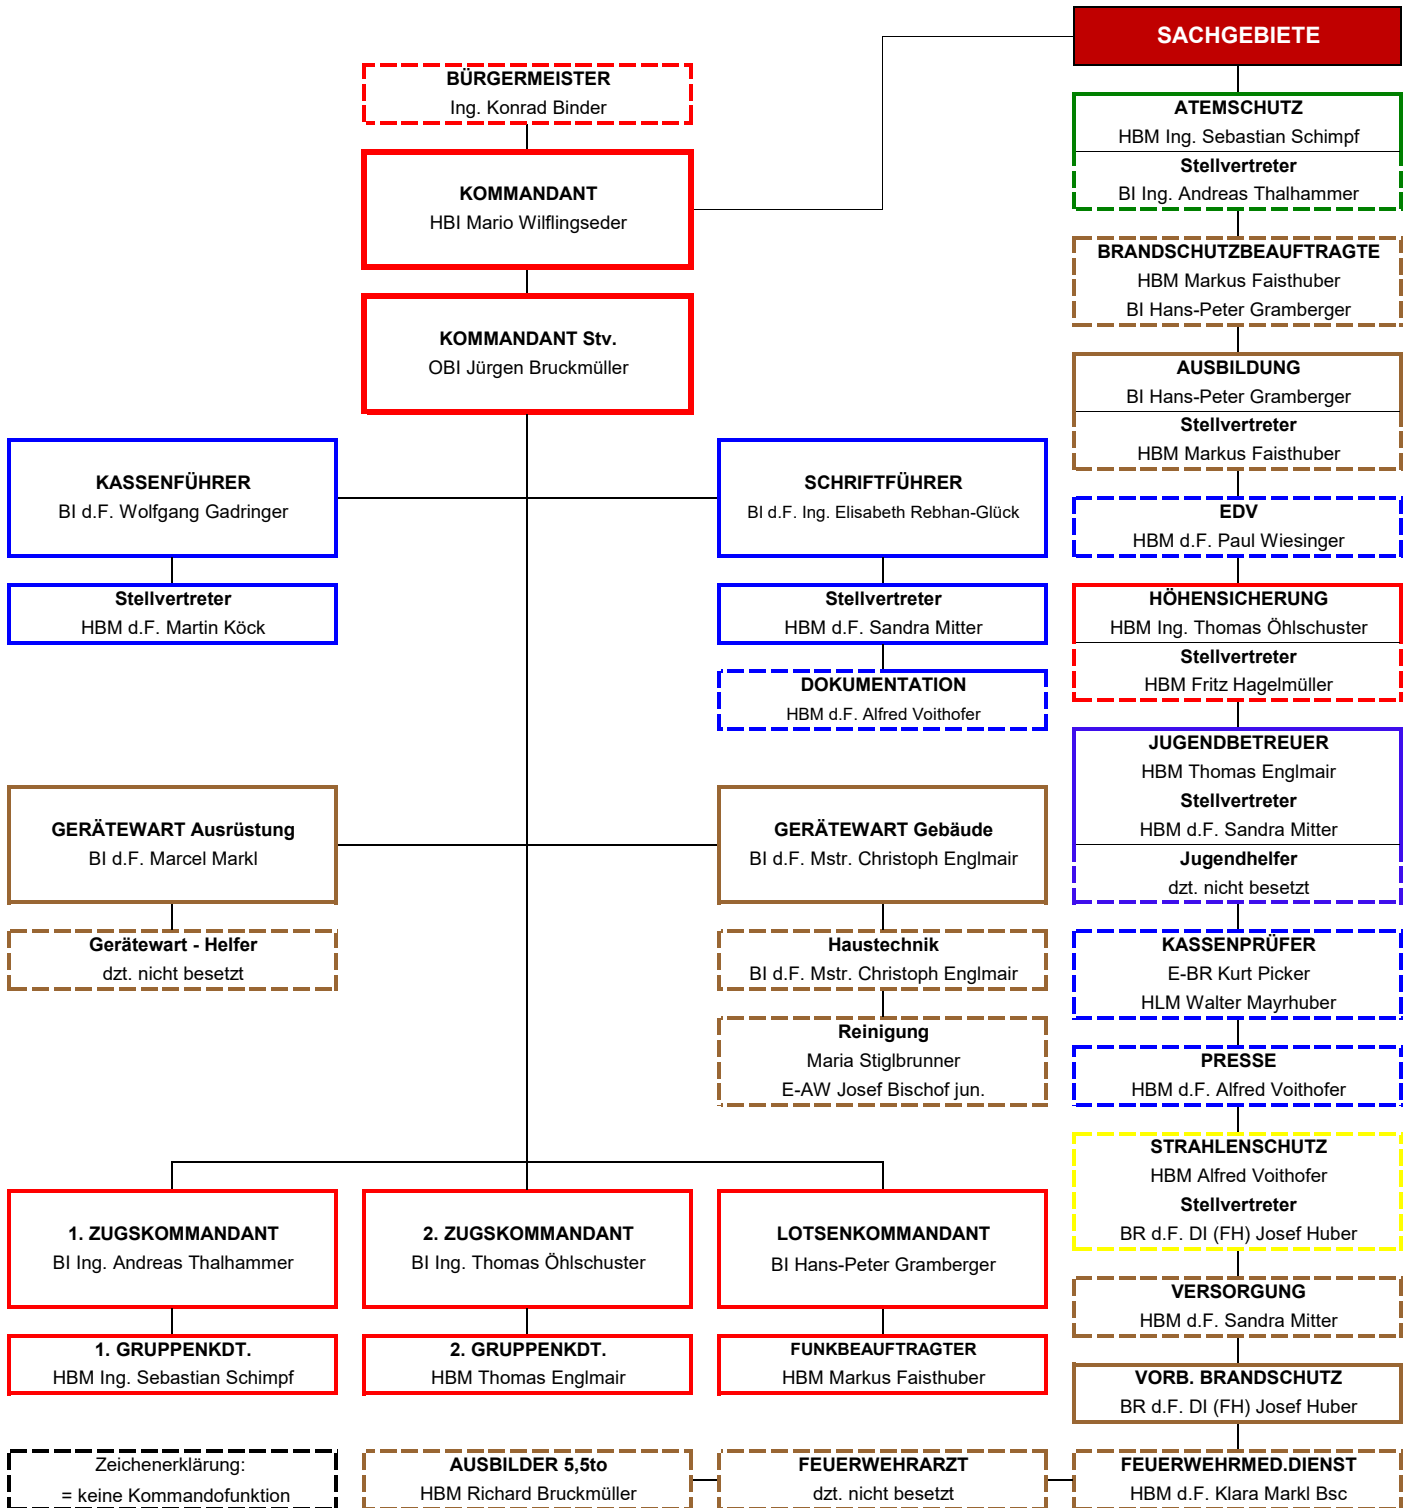 SACHGEBIETE
BÜRGERMEISTER
Ing. Konrad Binder
KOMMANDANT
HBI Mario Wilflingseder
KOMMANDANT Stv.
OBI Jürgen Bruckmüller
KASSENFÜHRER
BI d.F. Wolfgang Gadringer
Stellvertreter
HBM d.F. Martin Köck
SCHRIFTFÜHRER
BI d.F. Ing. Elisabeth Rebhan-Glück
Stellvertreter
HBM d.F. Sandra Mitter
DOKUMENTATION
HBM d.F. Alfred Voithofer
GERÄTEWART Ausrüstung
BI d.F. Marcel Markl
Gerätewart - Helfer
dzt. nicht besetzt
GERÄTEWART Gebäude
BI d.F. Mstr. Christoph Englmair
Haustechnik
BI d.F. Mstr. Christoph Englmair
Reinigung
Maria Stiglbrunner
E-AW Josef Bischof jun.
1. ZUGSKOMMANDANT
BI Ing. Andreas Thalhammer
1. GRUPPENKDT.
HBM Ing. Sebastian Schimpf
2. ZUGSKOMMANDANT
BI Ing. Thomas Öhlschuster
2. GRUPPENKDT.
HBM Thomas Englmair
LOTSENKOMMANDANT
BI Hans-Peter Gramberger
FUNKBEAUFTRAGTER
HBM Markus Faisthuber
ATEMSCHUTZ
HBM Ing. Sebastian Schimpf
Stellvertreter
BI Ing. Andreas Thalhammer
BRANDSCHUTZBEAUFTRAGTE
HBM Markus Faisthuber
BI Hans-Peter Gramberger
AUSBILDUNG
BI Hans-Peter Gramberger
Stellvertreter
HBM Markus Faisthuber
EDV
HBM d.F. Paul Wiesinger
HÖHENSICHERUNG
HBM Ing. Thomas Öhlschuster
Stellvertreter
HBM Fritz Hagelmüller
JUGENDBETREUER
HBM Thomas Englmair
Stellvertreter
HBM d.F. Sandra Mitter
Jugendhelfer
dzt. nicht besetzt
KASSENPRÜFER
E-BR Kurt Picker
HLM Walter Mayrhuber
PRESSE
HBM d.F. Alfred Voithofer
STRAHLENSCHUTZ
HBM Alfred Voithofer
Stellvertreter
BR d.F. DI (FH) Josef Huber
VERSORGUNG
HBM d.F. Sandra Mitter
VORB. BRANDSCHUTZ
BR d.F. DI (FH) Josef Huber
FEUERWEHRMED.DIENST
HBM d.F. Klara Markl Bsc
FEUERWEHRARZT
dzt. nicht besetzt
AUSBILDER 5,5to
HBM Richard Bruckmüller
Zeichenerklärung:
= keine Kommandofunktion